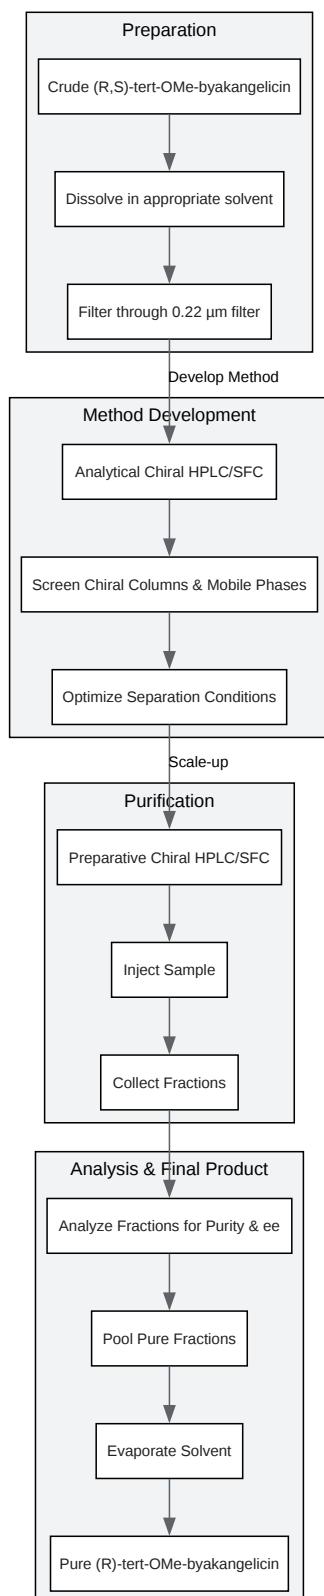 Preparation
Crude (R,S)-tert-OMe-byakangelicin
Dissolve in appropriate solvent
Filter through 0.22 µm filter
Develop Method
Method Development
Analytical Chiral HPLC/SFC
Screen Chiral Columns & Mobile Phases
Optimize Separation Conditions
Scale-up
Purification
Preparative Chiral HPLC/SFC
Inject Sample
Collect Fractions
Analysis & Final Product
Analyze Fractions for Purity & ee
Pool Pure Fractions
Evaporate Solvent
Pure (R)-tert-OMe-byakangelicin